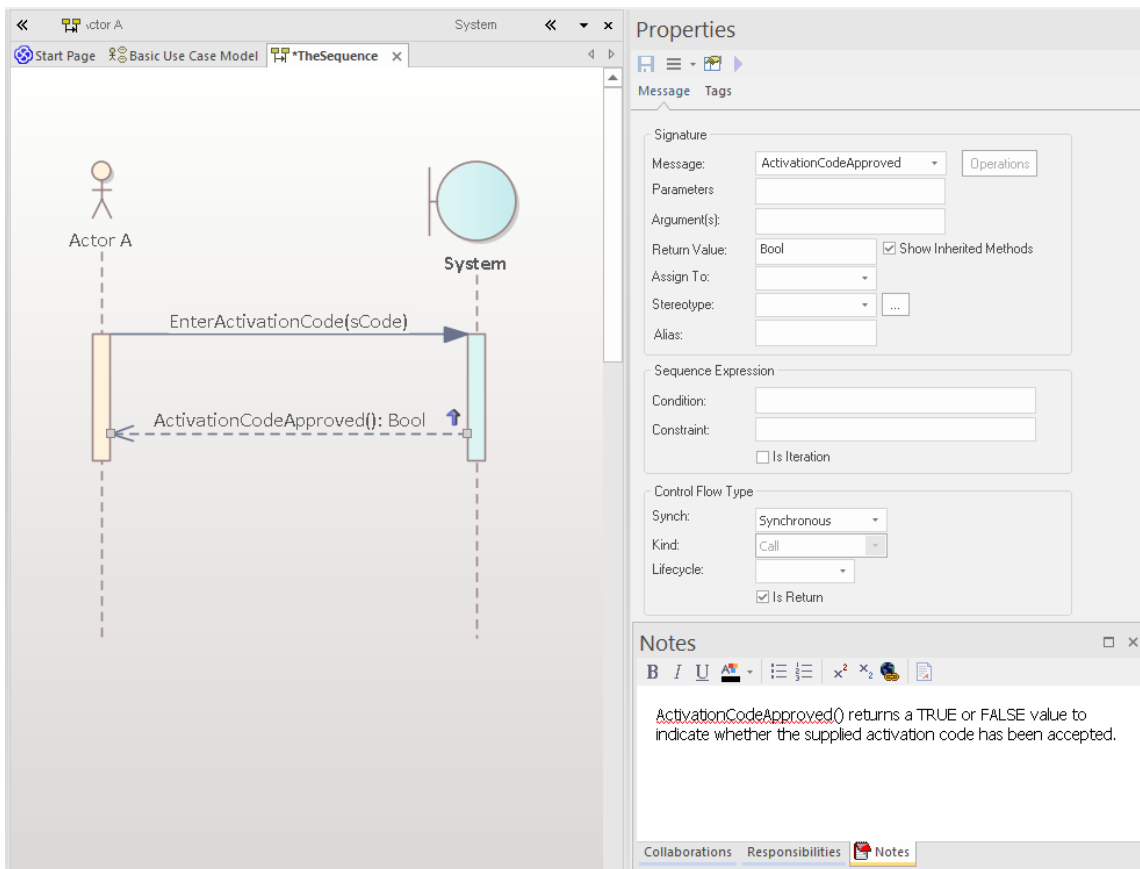 ctor A System
Start Page Basic Use Case Model *TheSequence
Actor A
System
EnterActivationCode(sCode)
ActivationCodeApproved(): Bool
Properties
Message Tags
Signature
Message: ActivationCodeApproved Operations
Parameters
Argument(s):
Return Value: Bool Show Inherited Methods
Assign To:
Stereotype: ...
Alias:
Sequence Expression
Condition:
Constraint:
Is Iteration
Control Flow Type
Synch: Synchronous
Kind: Call
Lifecycle:
Is Return
Notes
B I U A x² x₂
ActivationCodeApproved() returns a TRUE or FALSE value to
indicate whether the supplied activation code has been accepted.
Collaborations Responsibilities Notes